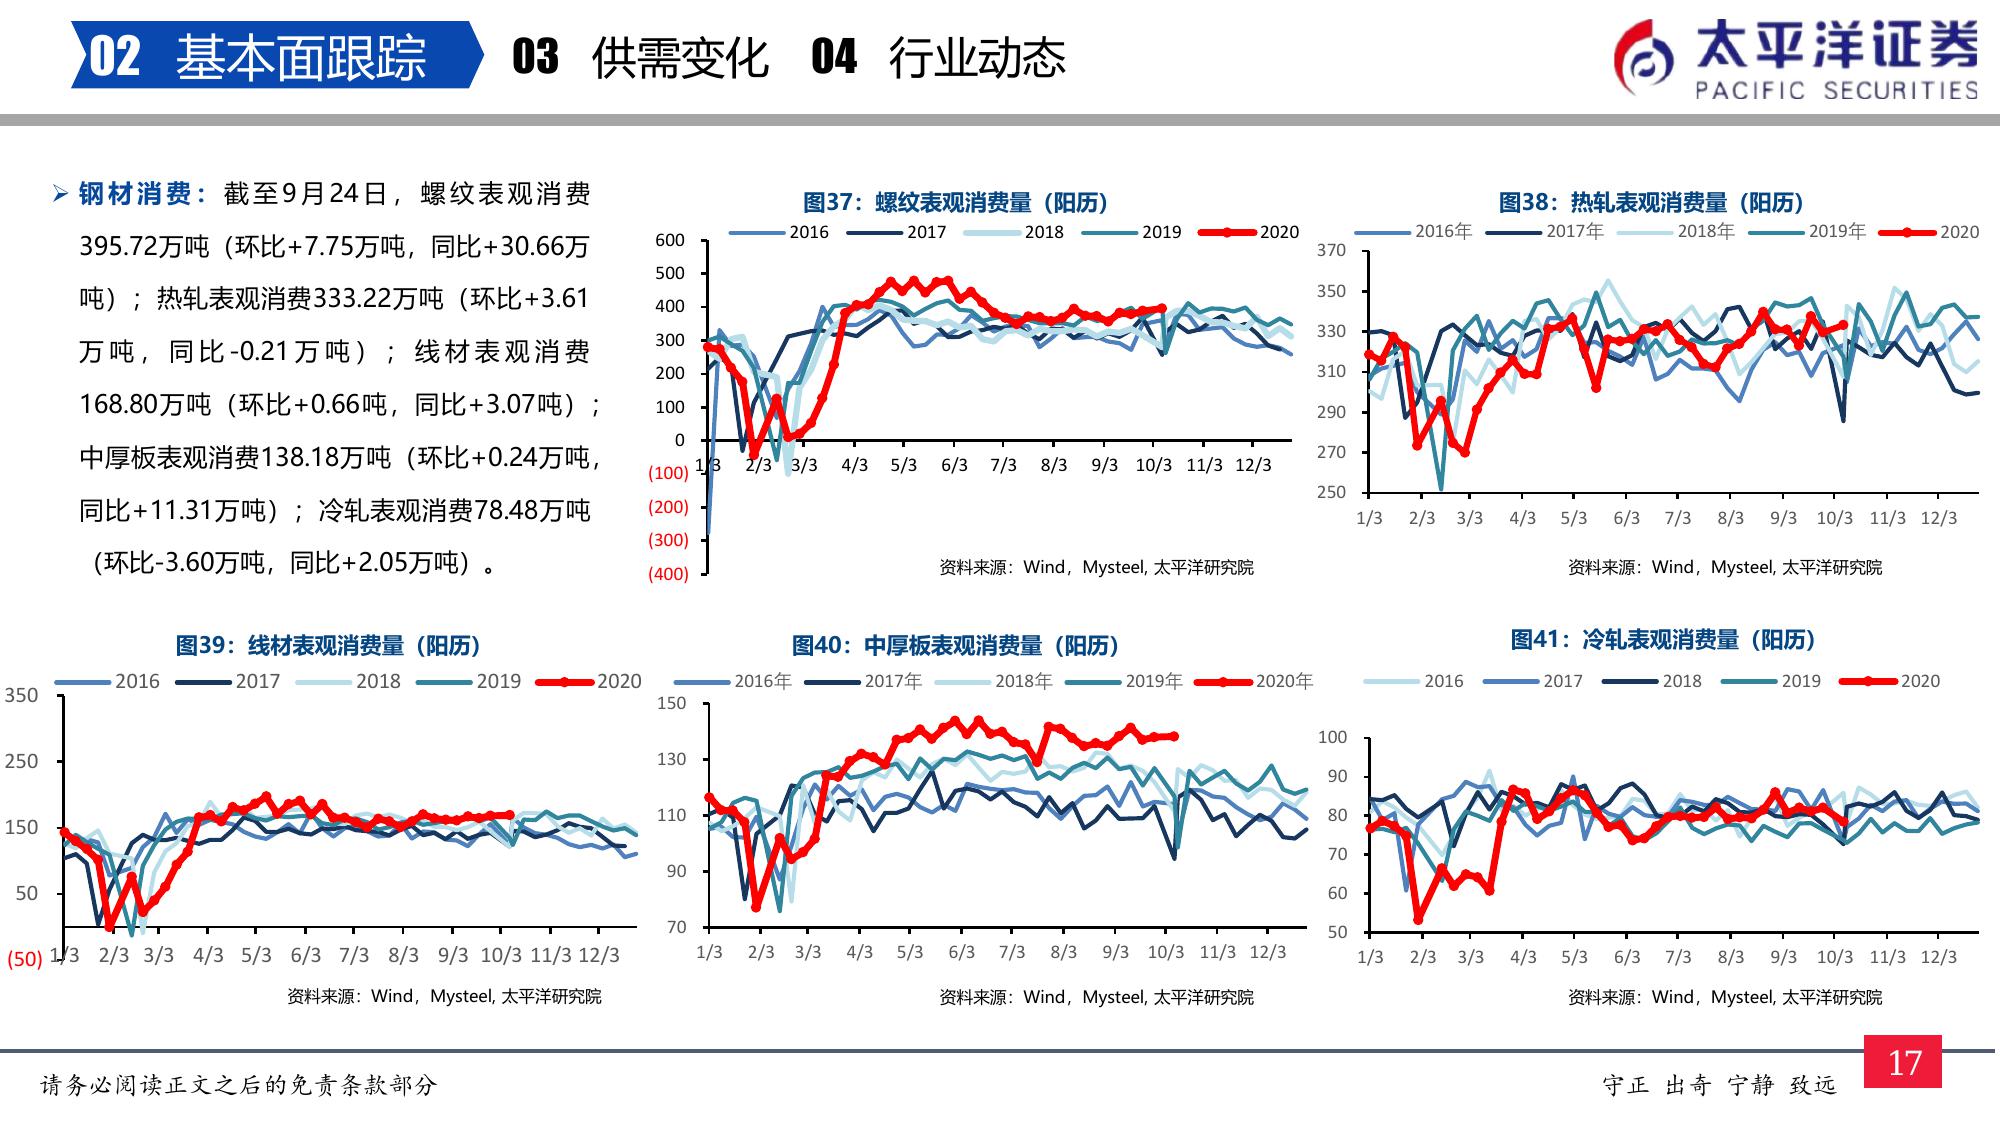 02 基本面跟踪 03 供需变化 04 行业动态
太平洋证券
PACIFIC SECURITIES
➢ 钢材消费：截至9月24日，螺纹表观消费
395.72万吨（环比+7.75万吨，同比+30.66万
吨）；热轧表观消费333.22万吨（环比+3.61
万吨，同比-0.21万吨）；线材表观消费
168.80万吨（环比+0.66吨，同比+3.07吨）；
中厚板表观消费138.18万吨（环比+0.24万吨，
同比+11.31万吨）；冷轧表观消费78.48万吨
（环比-3.60万吨，同比+2.05万吨）。
图37：螺纹表观消费量（阳历）
2016 2017 2018 2019 2020
600
500
400
300
200
100
0
(100)
(200)
(300)
(400)
1/3 2/3 3/3 4/3 5/3 6/3 7/3 8/3 9/3 10/3 11/3 12/3
资料来源：Wind，Mysteel, 太平洋研究院
图38：热轧表观消费量（阳历）
2016年 2017年 2018年 2019年 2020
370
350
330
310
290
270
250
1/3 2/3 3/3 4/3 5/3 6/3 7/3 8/3 9/3 10/3 11/3 12/3
资料来源：Wind，Mysteel, 太平洋研究院
图39：线材表观消费量（阳历）
2016 2017 2018 2019 2020
350
250
150
50
(50)
1/3 2/3 3/3 4/3 5/3 6/3 7/3 8/3 9/3 10/3 11/3 12/3
资料来源：Wind，Mysteel, 太平洋研究院
图40：中厚板表观消费量（阳历）
2016年 2017年 2018年 2019年 2020年
150
130
110
90
70
1/3 2/3 3/3 4/3 5/3 6/3 7/3 8/3 9/3 10/3 11/3 12/3
资料来源：Wind，Mysteel, 太平洋研究院
图41：冷轧表观消费量（阳历）
2016 2017 2018 2019 2020
100
90
80
70
60
50
1/3 2/3 3/3 4/3 5/3 6/3 7/3 8/3 9/3 10/3 11/3 12/3
资料来源：Wind，Mysteel, 太平洋研究院
请务必阅读正文之后的免责条款部分
守正 出奇 宁静 致远
17